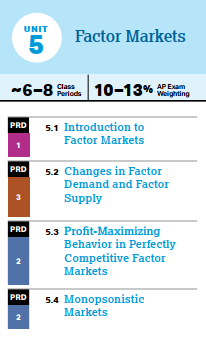 UNIT
5
Factor Markets
~6–8 Class Periods
10–13% AP Exam Weighting
PRD
1
5.1 Introduction to
Factor Markets
PRD
3
5.2 Changes in Factor
Demand and Factor
Supply
PRD
2
5.3 Profit-Maximizing
Behavior in Perfectly
Competitive Factor
Markets
PRD
2
5.4 Monopsonistic
Markets